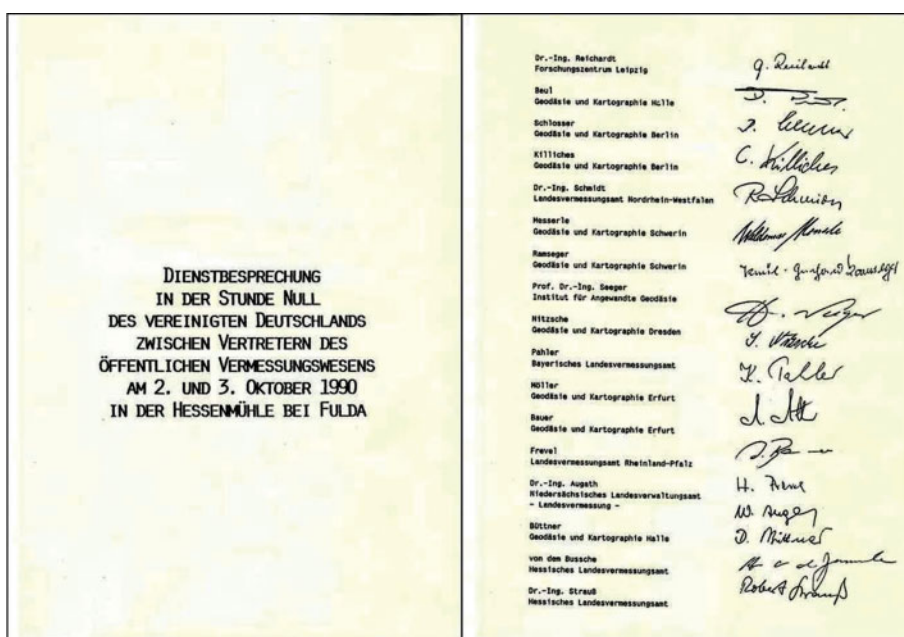 DIENSTBESPRECHUNG
IN DER STUNDE NULL
DES VEREINIGTEN DEUTSCHLANDS
ZWISCHEN VERTRETERN DES
ÖFFENTLICHEN VERMESSUNGSWESENS
AM 2. UND 3. OKTOBER 1990
IN DER HESSENMÜHLE BEI FULDA
Dr.-Ing. Reichardt
Forschungszentrum Leipzig
Beul
Geodäsie und Kartographie Halle
Schlosser
Geodäsie und Kartographie Berlin
Killiches
Geodäsie und Kartographie Berlin
C. Killiches
Dr.-Ing. Schmidt
Landesvermessungsamt Nordrhein-Westfalen
Messerle
Geodäsie und Kartographie Schwerin
Ramseger
Geodäsie und Kartographie Schwerin
Prof. Dr.-Ing. Seeger
Institut für Angewandte Geodäsie
Nitzsche
Geodäsie und Kartographie Dresden
Pahler
Bayerisches Landesvermessungsamt
K. Pahler
Möller
Geodäsie und Kartographie Erfurt
Bauer
Geodäsie und Kartographie Erfurt
Frevel
Landesvermessungsamt Rheinland-Pfalz
Dr.-Ing. Augath
Niedersächsisches Landesverwaltungsamt
- Landesvermessung -
Büttner
Geodäsie und Kartographie Halle
von dem Bussche
Hessisches Landesvermessungsamt
Dr.-Ing. Strauß
Hessisches Landesvermessungsamt
Robert Strauß